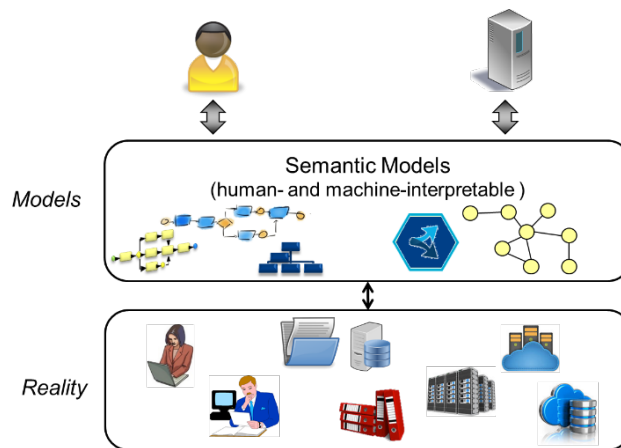 Semantic Models
(human- and machine-interpretable )
Models
Reality